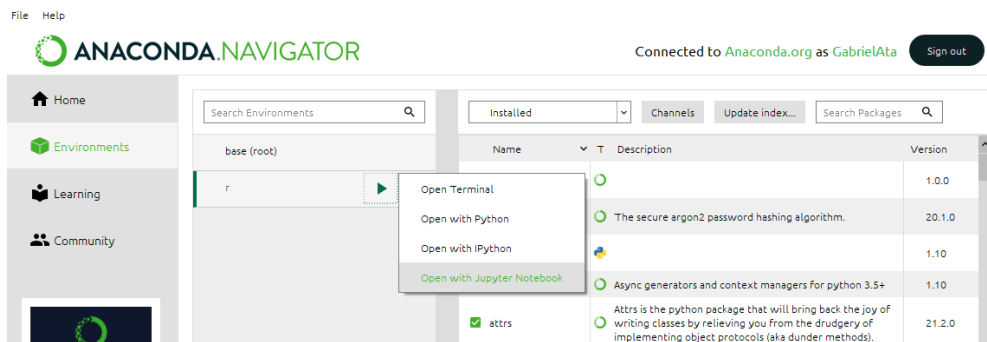 File Help
ANACONDA.NAVIGATOR
Connected to Anaconda.org as GabrielAta
Sign out
Home
Environments
Learning
Community
Search Environments
base (root)
r
Open Terminal
Open with Python
Open with IPython
Open with Jupyter Notebook
Installed
Channels
Update index...
Search Packages
Name T Description Version
1.0.0
The secure argon2 password hashing algorithm. 20.1.0
1.10
Async generators and context managers for python 3.5+ 1.10
attrs
Attrs is the python package that will bring back the joy of
writing classes by relieving you from the drudgery of
implementing object protocols (aka dunder methods).
21.2.0